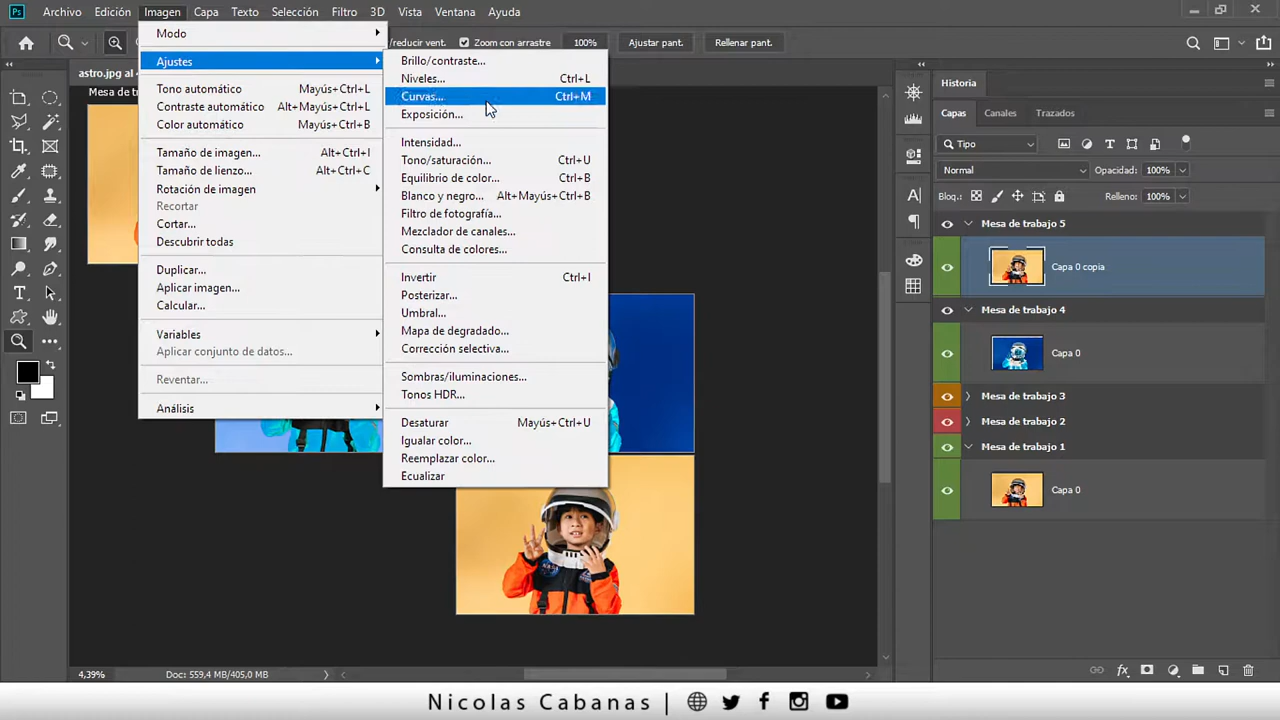 Ps Archivo Edición Imagen Capa Texto Selección Filtro 3D Vista Ventana Ayuda
/reducir vent. Zoom con arrastre 100% Ajustar pant. Rellenar pant.
astro.jpg al 4,
Mesa de tr
Modo
Ajustes
Tono automático Mayús+Ctrl+L
Contraste automático Alt+Mayús+Ctrl+L
Color automático Mayús+Ctrl+B
Tamaño de imagen... Alt+Ctrl+I
Tamaño de lienzo... Alt+Ctrl+C
Rotación de imagen
Recortar
Cortar...
Descubrir todas
Duplicar...
Aplicar imagen...
Calcular...
Variables
Aplicar conjunto de datos...
Reventar...
Análisis
Brillo/contraste...
Niveles... Ctrl+L
Curvas... Ctrl+M
Exposición...
Intensidad...
Tono/saturación... Ctrl+U
Equilibrio de color... Ctrl+B
Blanco y negro... Alt+Mayús+Ctrl+B
Filtro de fotografía...
Mezclador de canales...
Consulta de colores...
Invertir Ctrl+I
Posterizar...
Umbral...
Mapa de degradado...
Corrección selectiva...
Sombras/iluminaciones...
Tonos HDR...
Desaturar Mayús+Ctrl+U
Igualar color...
Reemplazar color...
Ecualizar
NASA
Historia
Capas Canales Trazados
Tipo
Normal Opacidad: 100%
Bloq.: Relleno: 100%
Mesa de trabajo 5
Capa 0 copia
Mesa de trabajo 4
Capa 0
Mesa de trabajo 3
Mesa de trabajo 2
Mesa de trabajo 1
Capa 0
4,39% Doc: 559,4 MB/405,0 MB
Nicolas Cabanas |